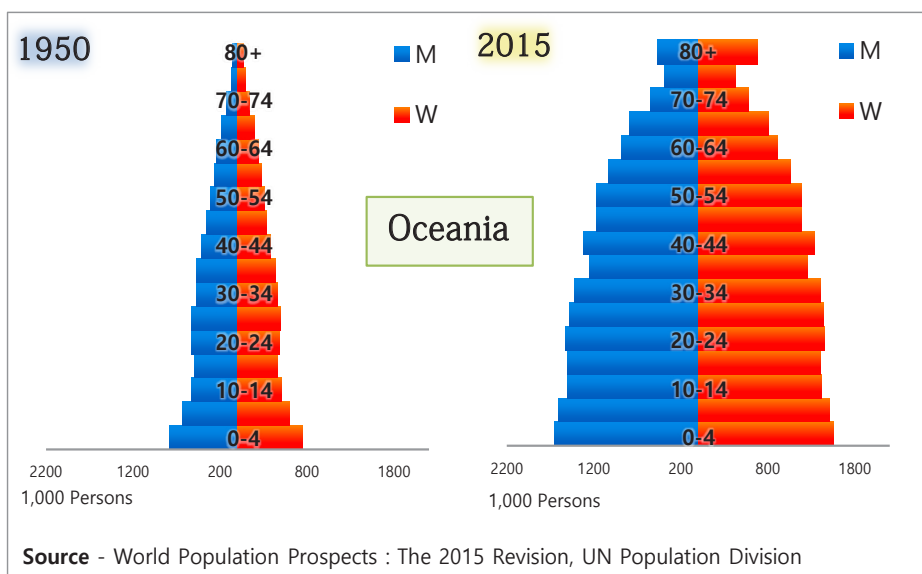 1950
M
W
80+
70-74
60-64
50-54
40-44
30-34
20-24
10-14
0-4
2200 1200 200 800 1800
1,000 Persons
Oceania
2015
M
W
80+
70-74
60-64
50-54
40-44
30-34
20-24
10-14
0-4
2200 1200 200 800 1800
1,000 Persons
Source - World Population Prospects : The 2015 Revision, UN Population Division